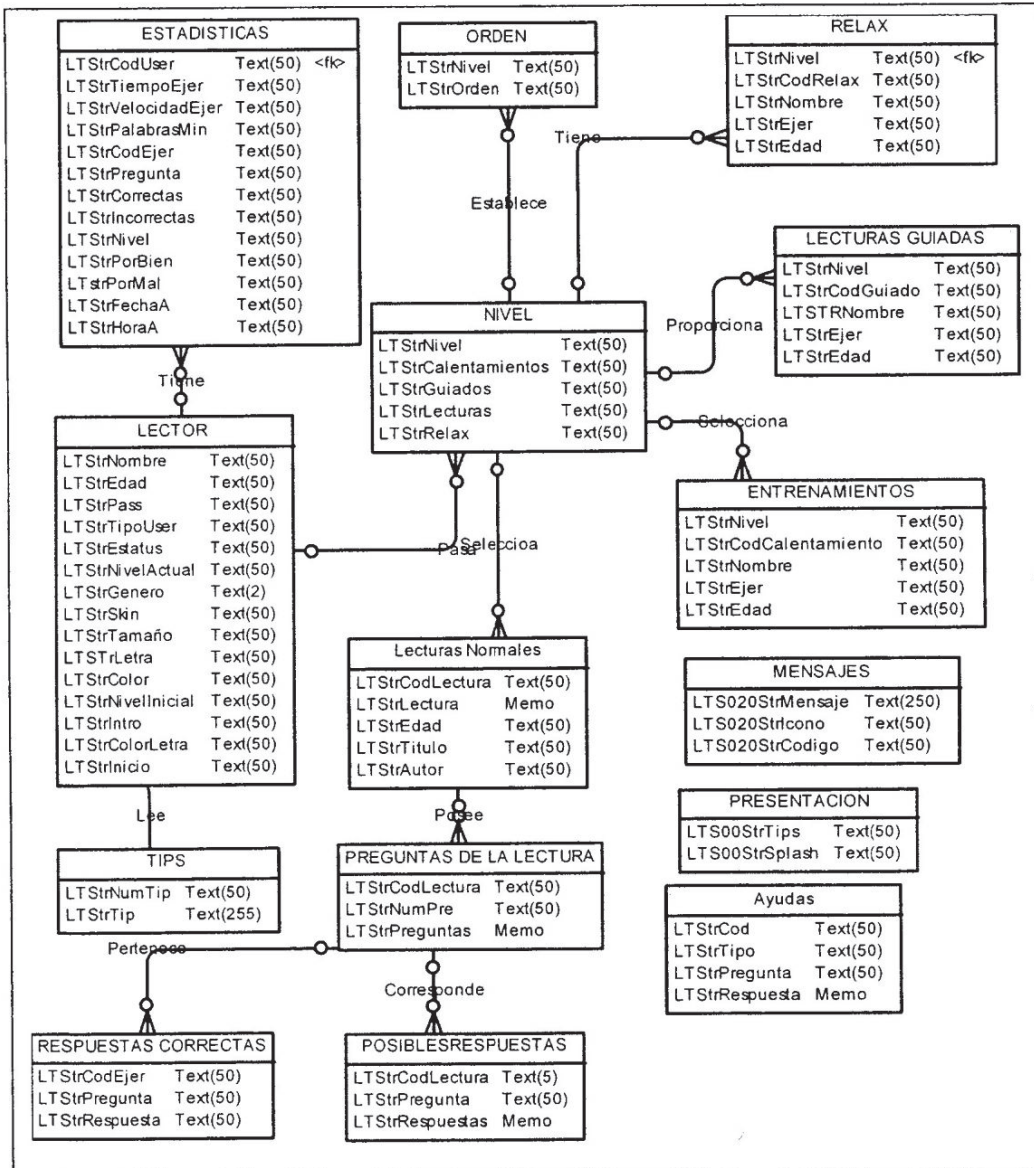 ESTADISTICAS
LTStrCodUser Text(50) <fk>
LTStrTiempoEjer Text(50)
LTStrVelocidadEjer Text(50)
LTStrPalabrasMin Text(50)
LTStrCodEjer Text(50)
LTStrPregunta Text(50)
LTStrCorrectas Text(50)
LTStrIncorrectas Text(50)
LTStrNivel Text(50)
LTStrPorBien Text(50)
LTstrPorMal Text(50)
LTStrFechaA Text(50)
LTStrHoraA Text(50)
ORDEN
LTStrNivel Text(50)
LTStrOrden Text(50)
RELAX
LTStrNivel Text(50) <fk>
LTStrCodRelax Text(50)
LTStrNombre Text(50)
LTStrEjer Text(50)
LTStrEdad Text(50)
Tiene
Establece
LECTURAS GUIADAS
LTStrNivel Text(50)
LTStrCodGuiado Text(50)
LTSTRNombre Text(50)
LTStrEjer Text(50)
LTStrEdad Text(50)
Proporciona
NIVEL
LTStrNivel Text(50)
LTStrCalentamientos Text(50)
LTStrGuiados Text(50)
LTStrLecturas Text(50)
LTStrRelax Text(50)
Tiene
Selecciona
LECTOR
LTStrNombre Text(50)
LTStrEdad Text(50)
LTStrPass Text(50)
LTStrTipoUser Text(50)
LTStrEstatus Text(50)
LTStrNivelActual Text(50)
LTStrGenero Text(2)
LTStrSkin Text(50)
LTStrTamaño Text(50)
LTSTrLetra Text(50)
LTStrColor Text(50)
LTStrNivelInicial Text(50)
LTStrIntro Text(50)
LTStrColorLetra Text(50)
LTStrInicio Text(50)
Pasa
Seleccioa
ENTRENAMIENTOS
LTStrNivel Text(50)
LTStrCodCalentamiento Text(50)
LTStrNombre Text(50)
LTStrEjer Text(50)
LTStrEdad Text(50)
Lecturas Normales
LTStrCodLectura Text(50)
LTStrLectura Memo
LTStrEdad Text(50)
LTStrTitulo Text(50)
LTStrAutor Text(50)
MENSAJES
LTS020StrMensaje Text(250)
LTS020StrIcono Text(50)
LTS020StrCodigo Text(50)
Lee
Posee
PRESENTACION
LTS00StrTips Text(50)
LTS00StrSplash Text(50)
TIPS
LTStrNumTip Text(50)
LTStrTip Text(255)
PREGUNTAS DE LA LECTURA
LTStrCodLectura Text(50)
LTStrNumPre Text(50)
LTStrPreguntas Memo
Ayudas
LTStrCod Text(50)
LTStrTipo Text(50)
LTStrPregunta Text(50)
LTStrRespuesta Memo
Pertenece
Corresponde
RESPUESTAS CORRECTAS
LTStrCodEjer Text(50)
LTStrPregunta Text(50)
LTStrRespuesta Text(50)
POSIBLESRESPUESTAS
LTStrCodLectura Text(5)
LTStrPregunta Text(50)
LTStrRespuestas Memo